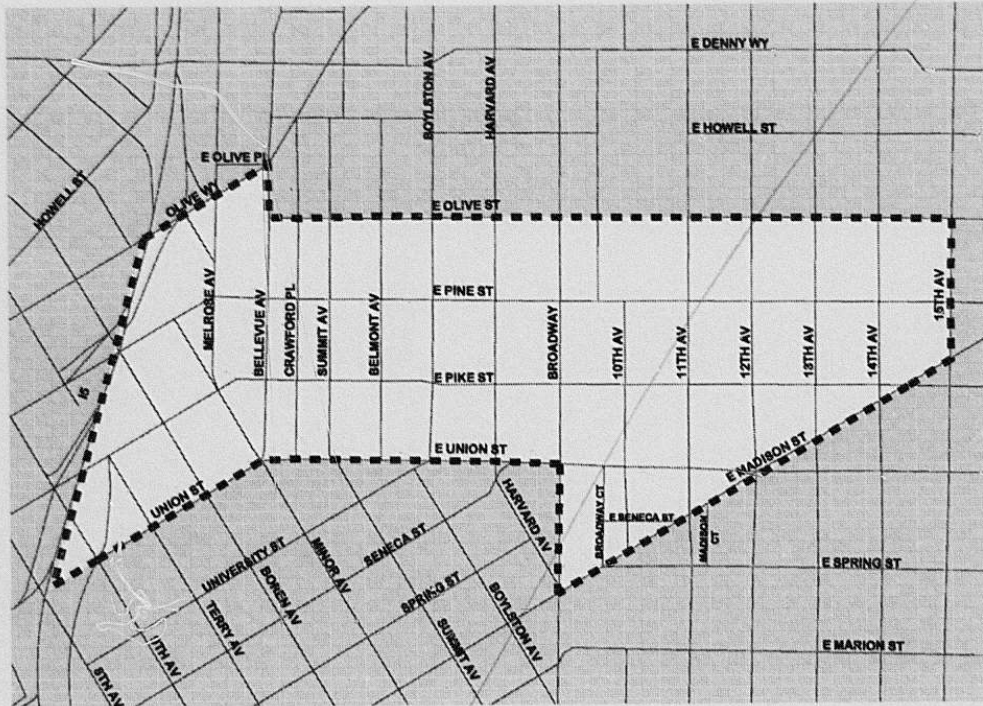 E DENNY WY
BOYLSTON AV
HARVARD AV
E HOWELL ST
E OLIVE PL
HOWELL ST
OLIVE WY
E OLIVE ST
MELROSE AV
BELLEVUE AV
CRAWFORD PL
SUMMIT AV
BELMONT AV
E PINE ST
BROADWAY
10TH AV
11TH AV
12TH AV
13TH AV
14TH AV
15TH AV
I5
E PIKE ST
E UNION ST
E MADISON ST
UNION ST
HARVARD AV
BROADWAY CT
E SENECA ST
MADISON CT
UNIVERSITY ST
MINOR AV
SENECA ST
E SPRING ST
BOREN AV
SPRING ST
BOYLSTON AV
TERRY AV
SUMMIT AV
E MARION ST
8TH AV